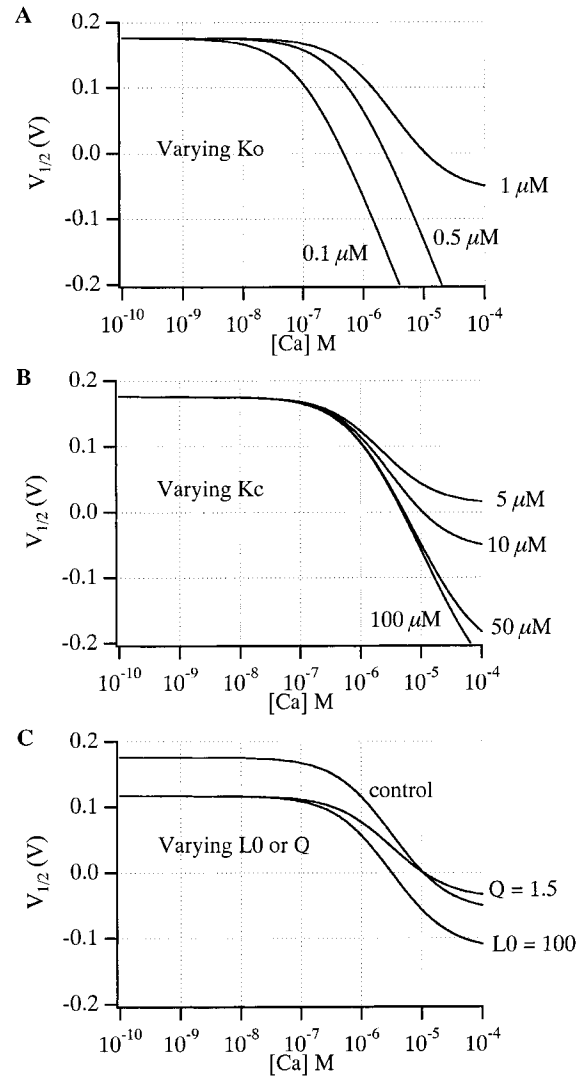 A
0.2
0.1
0.0
-0.1
-0.2
V1/2 (V)
Varying Ko
1 µM
0.5 µM
0.1 µM
10-10 10-9 10-8 10-7 10-6 10-5 10-4
[Ca] M
B
0.2
0.1
0.0
-0.1
-0.2
V1/2 (V)
Varying Kc
5 µM
10 µM
50 µM
100 µM
10-10 10-9 10-8 10-7 10-6 10-5 10-4
[Ca] M
C
0.2
0.1
0.0
-0.1
-0.2
V1/2 (V)
Varying L0 or Q
control
Q = 1.5
L0 = 100
10-10 10-9 10-8 10-7 10-6 10-5 10-4
[Ca] M